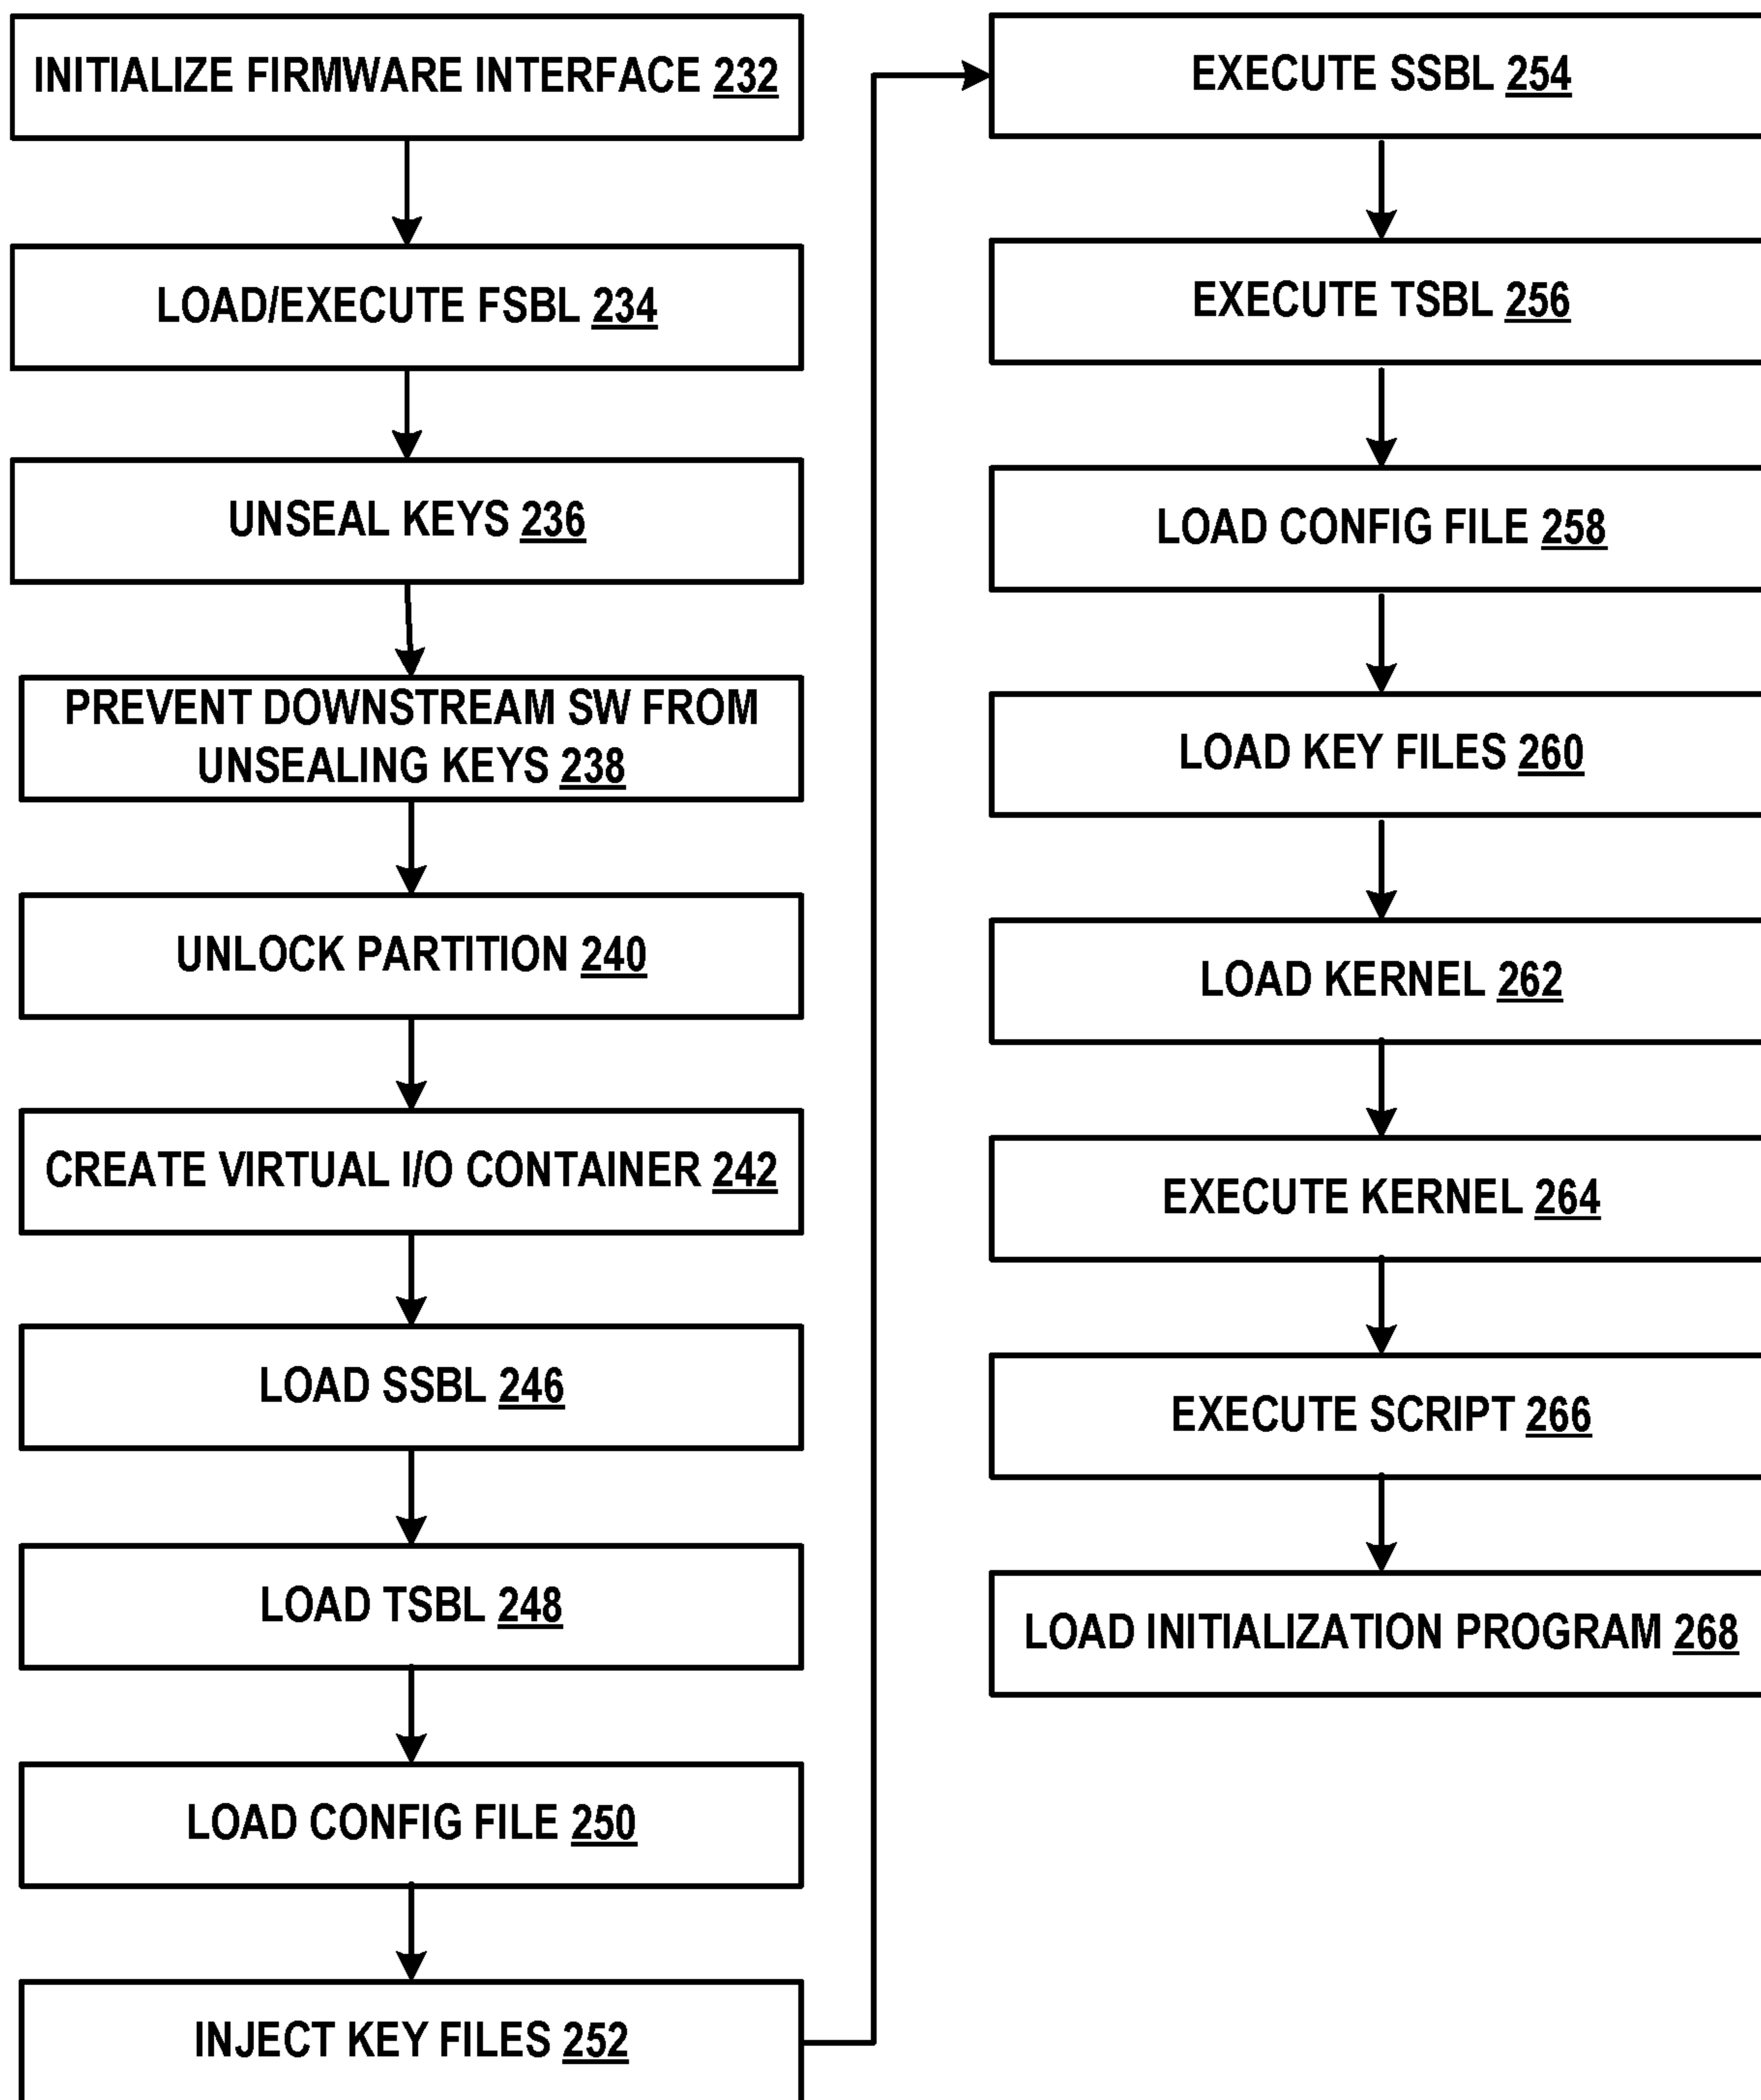 INITIALIZE FIRMWARE INTERFACE 232
LOAD/EXECUTE FSBL 234
UNSEAL KEYS 236
PREVENT DOWNSTREAM SW FROM
UNSEALING KEYS 238
UNLOCK PARTITION 240
CREATE VIRTUAL I/O CONTAINER 242
LOAD SSBL 246
LOAD TSBL 248
LOAD CONFIG FILE 250
INJECT KEY FILES 252
EXECUTE SSBL 254
EXECUTE TSBL 256
LOAD CONFIG FILE 258
LOAD KEY FILES 260
LOAD KERNEL 262
EXECUTE KERNEL 264
EXECUTE SCRIPT 266
LOAD INITIALIZATION PROGRAM 268